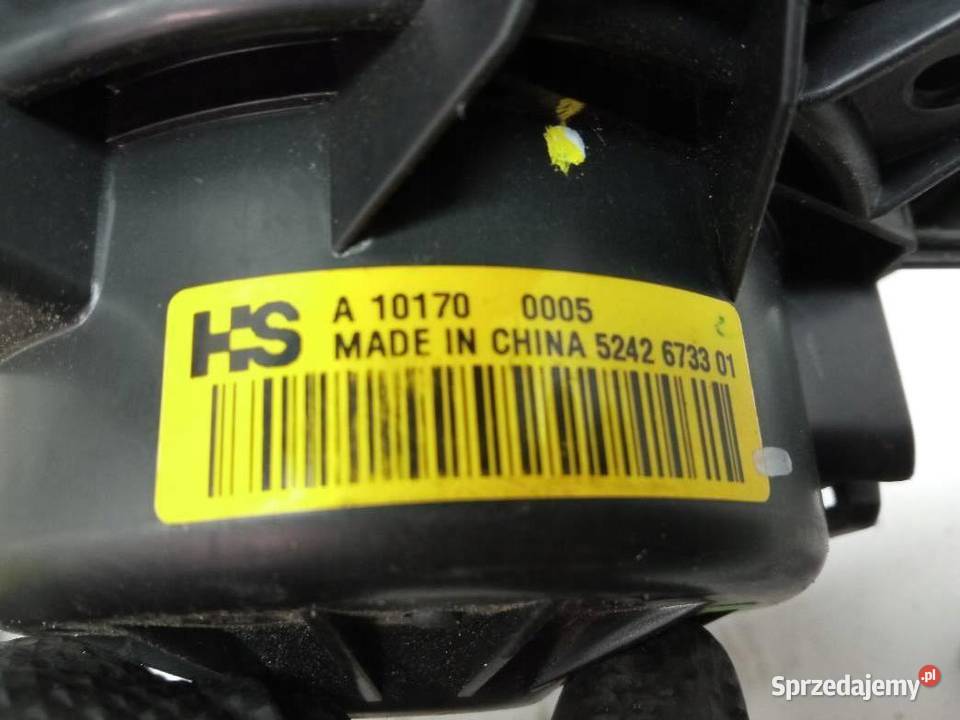 HS A 10170 0005
MADE IN CHINA 5242 6733 01
Sprzedajemy.pl